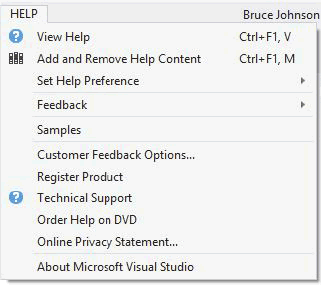 HELP Bruce Johnson
View Help Ctrl+F1, V
Add and Remove Help Content Ctrl+F1, M
Set Help Preference
Feedback
Samples
Customer Feedback Options...
Register Product
Technical Support
Order Help on DVD
Online Privacy Statement...
About Microsoft Visual Studio